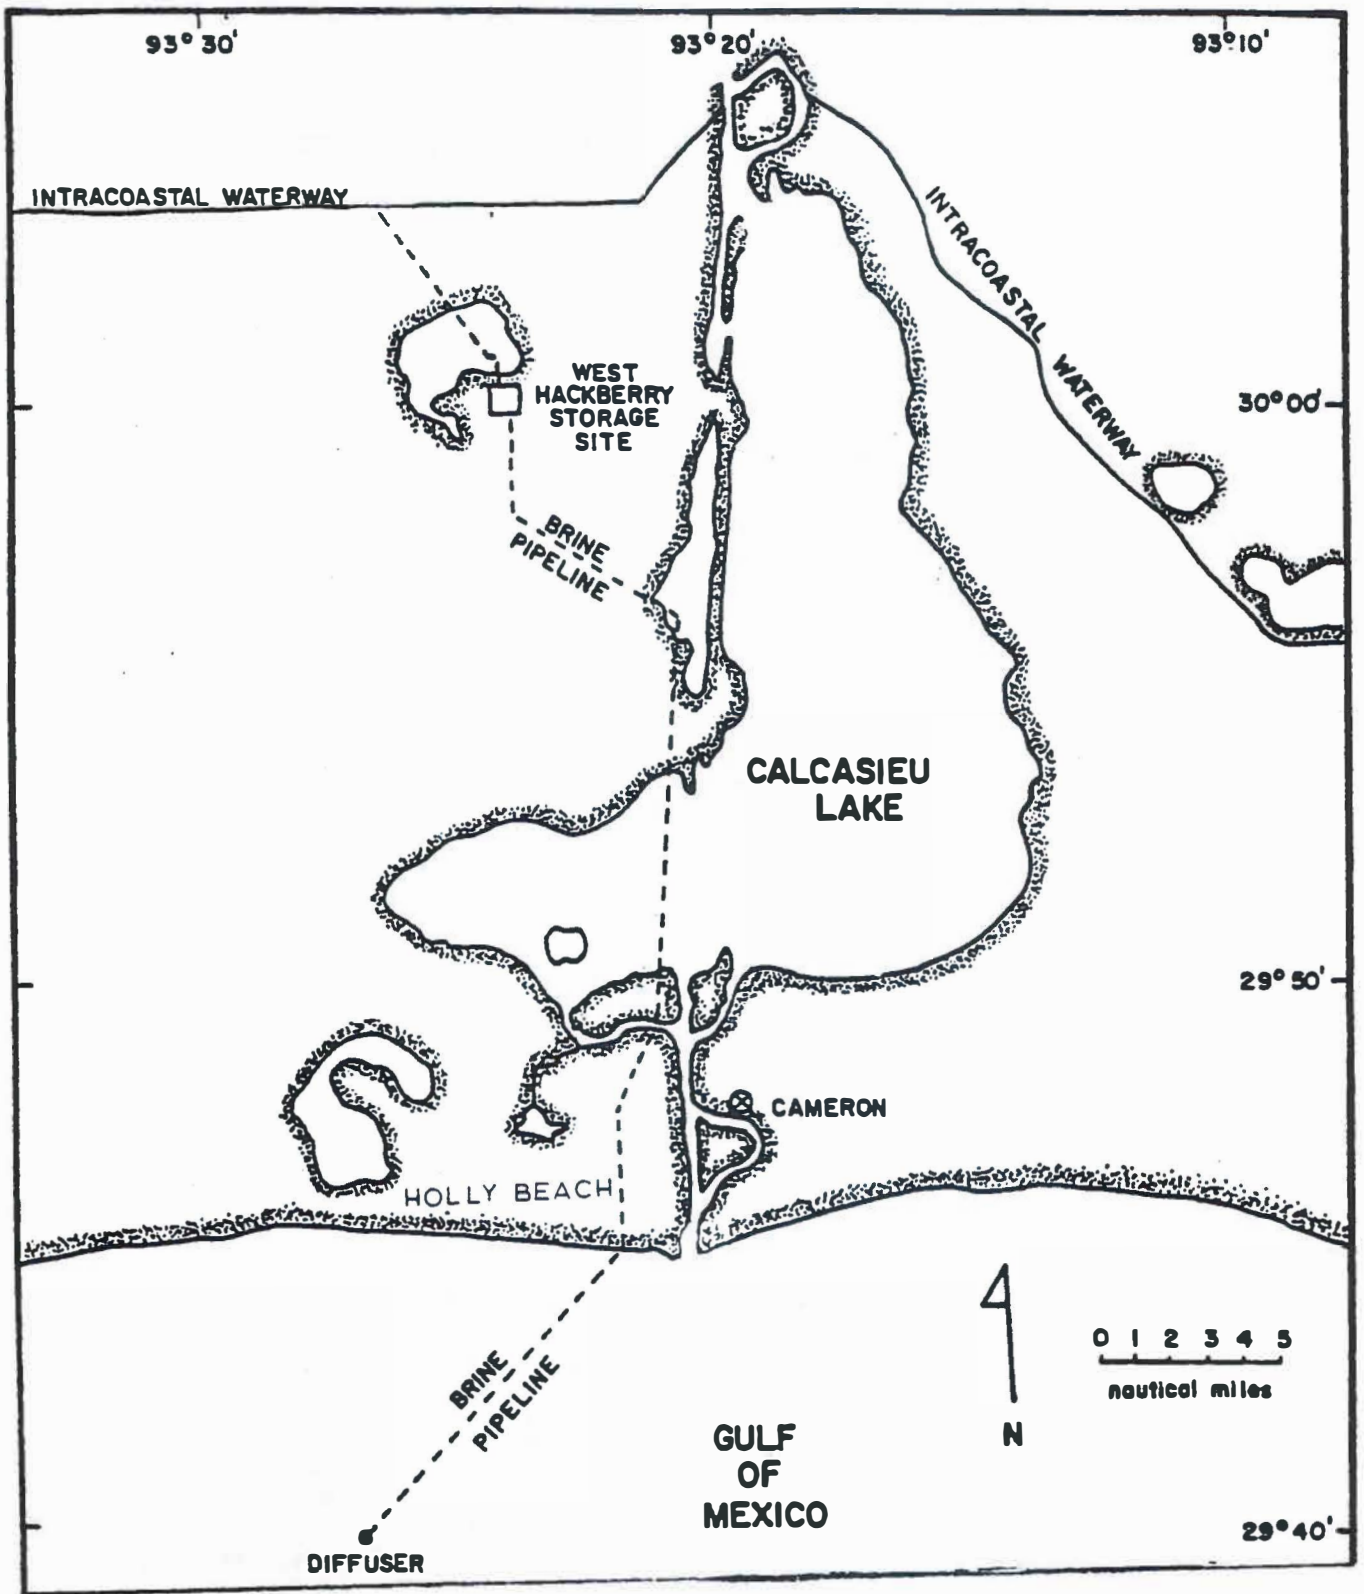 93°30'
93°20'
93°10'
INTRACOASTAL WATERWAY
INTRACOASTAL WATERWAY
WEST
HACKBERRY
STORAGE
SITE
30°00'
BRINE
PIPELINE
CALCASIEU
LAKE
29°50'
CAMERON
HOLLY BEACH
0 1 2 3 4 5
nautical miles
BRINE
PIPELINE
GULF
OF
MEXICO
N
29°40'
DIFFUSER